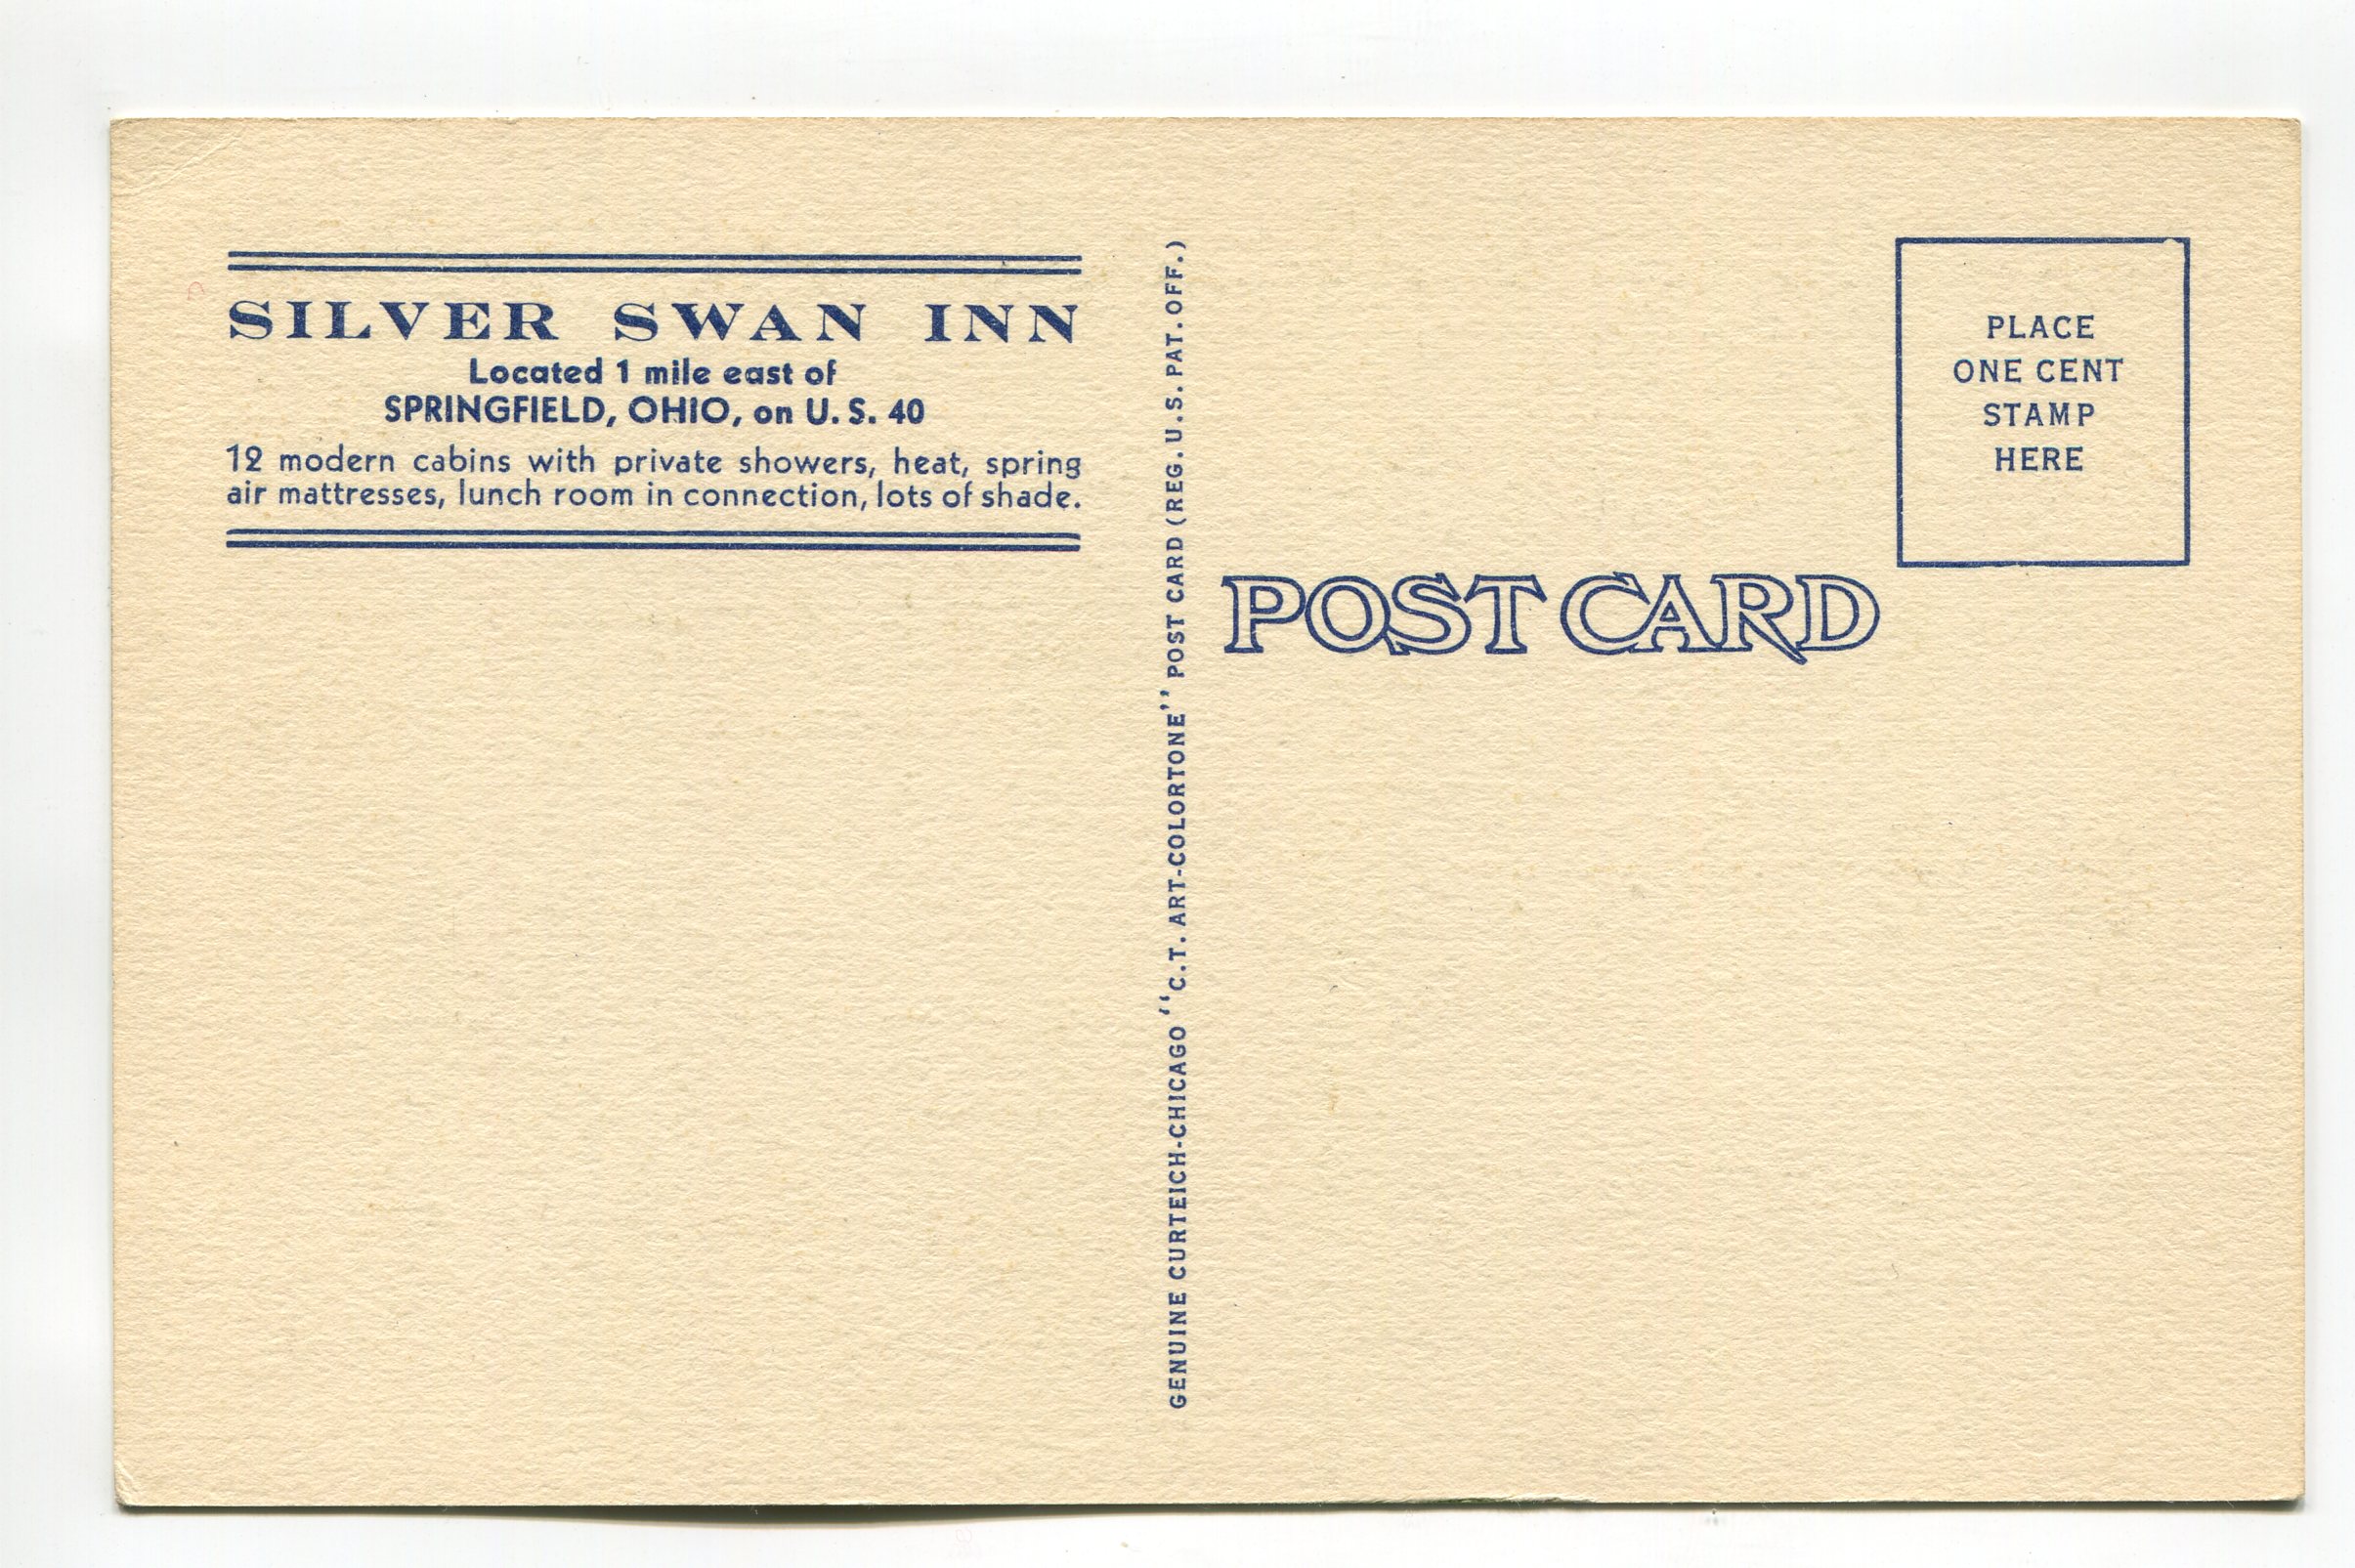 SILVER SWAN INN
Located 1 mile east of
SPRINGFIELD, OHIO, on U. S. 40
12 modern cabins with private showers, heat, spring
air mattresses, lunch room in connection, lots of shade.
GENUINE CURTEICH-CHICAGO "C.T. ART-COLORTONE" POST CARD (REG. U.S. PAT. OFF.)
POST CARD
PLACE
ONE CENT
STAMP
HERE